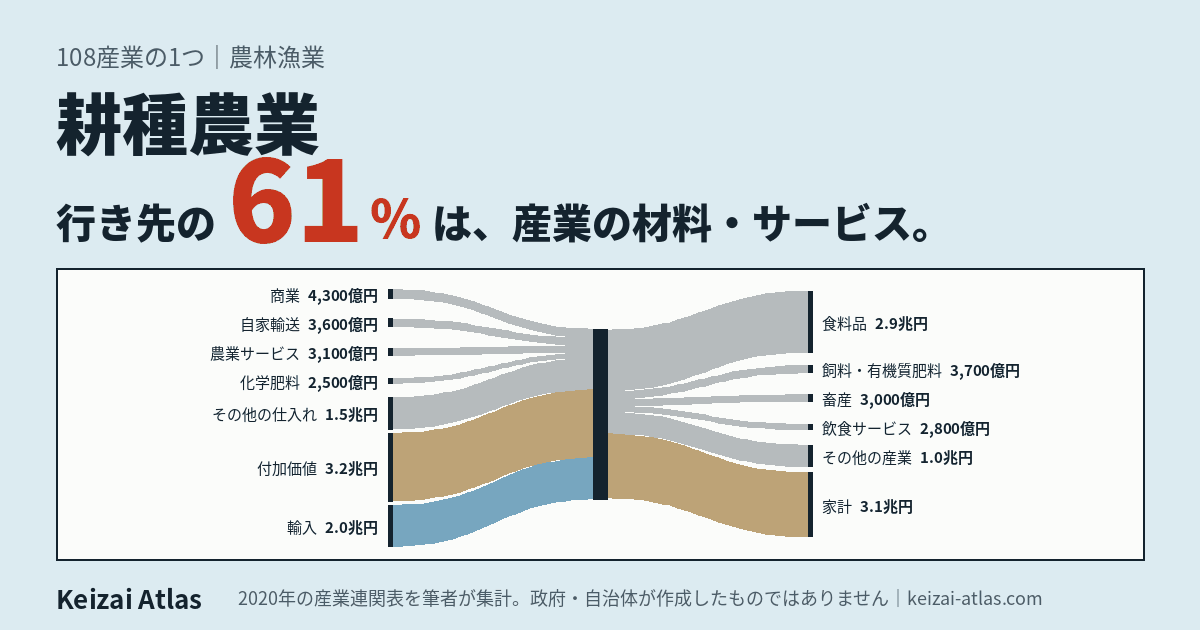 108産業の1つ｜農林漁業
耕種農業
行き先の 61% は、産業の材料・サービス。
商業 4,300億円
自家輸送 3,600億円
農業サービス 3,100億円
化学肥料 2,500億円
その他の仕入れ 1.5兆円
付加価値 3.2兆円
輸入 2.0兆円
食料品 2.9兆円
飼料・有機質肥料 3,700億円
畜産 3,000億円
飲食サービス 2,800億円
その他の産業 1.0兆円
家計 3.1兆円
Keizai Atlas 2020年の産業連関表を筆者が集計。政府・自治体が作成したものではありません｜keizai-atlas.com